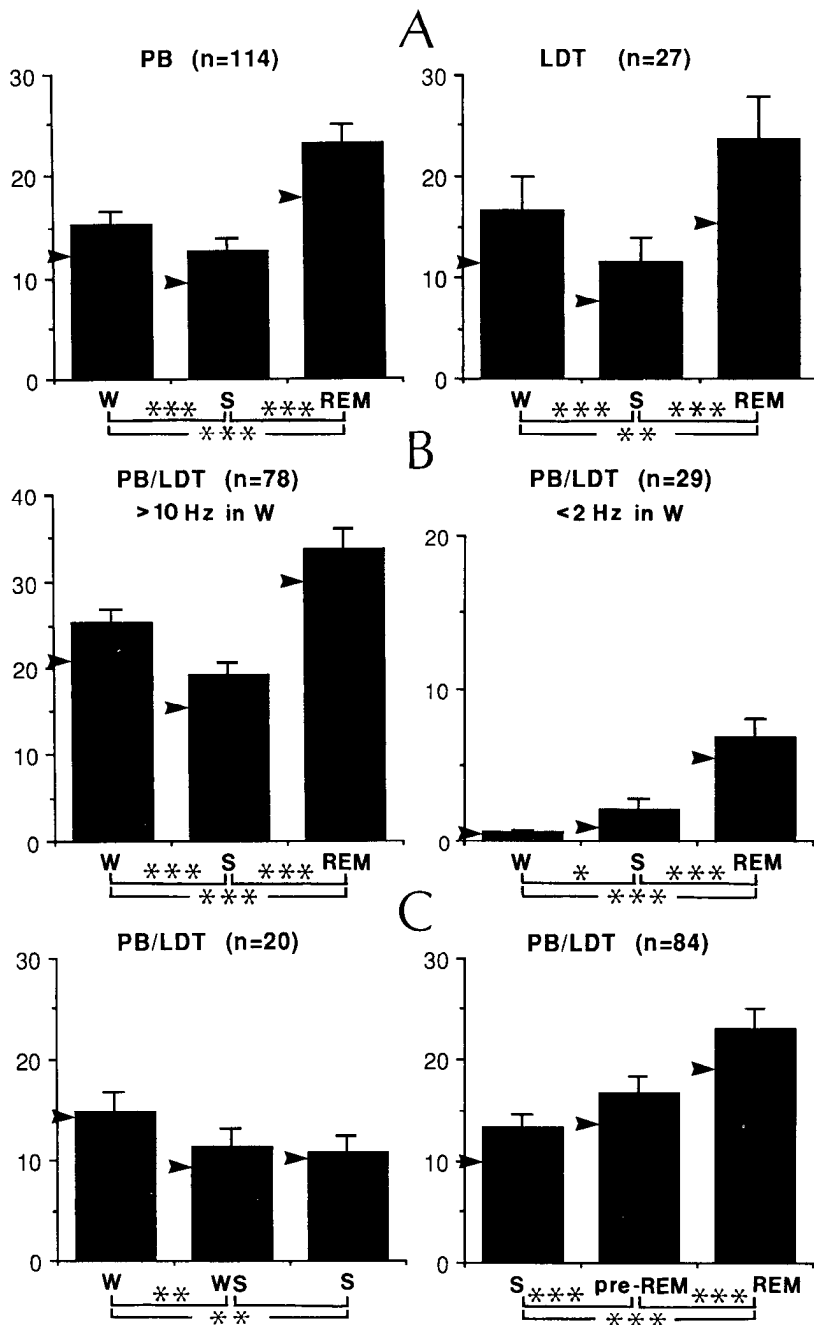 A
PB (n=114)
30
20
10
0
W *** S *** REM
***
LDT (n=27)
30
20
10
0
W *** S *** REM
**
B
PB/LDT (n=78)
>10 Hz in W
40
30
20
10
0
W *** S *** REM
***
PB/LDT (n=29)
<2 Hz in W
20
10
0
W * S *** REM
***
C
PB/LDT (n=20)
30
20
10
0
W ** WS S
**
PB/LDT (n=84)
30
20
10
0
S *** pre-REM *** REM
***